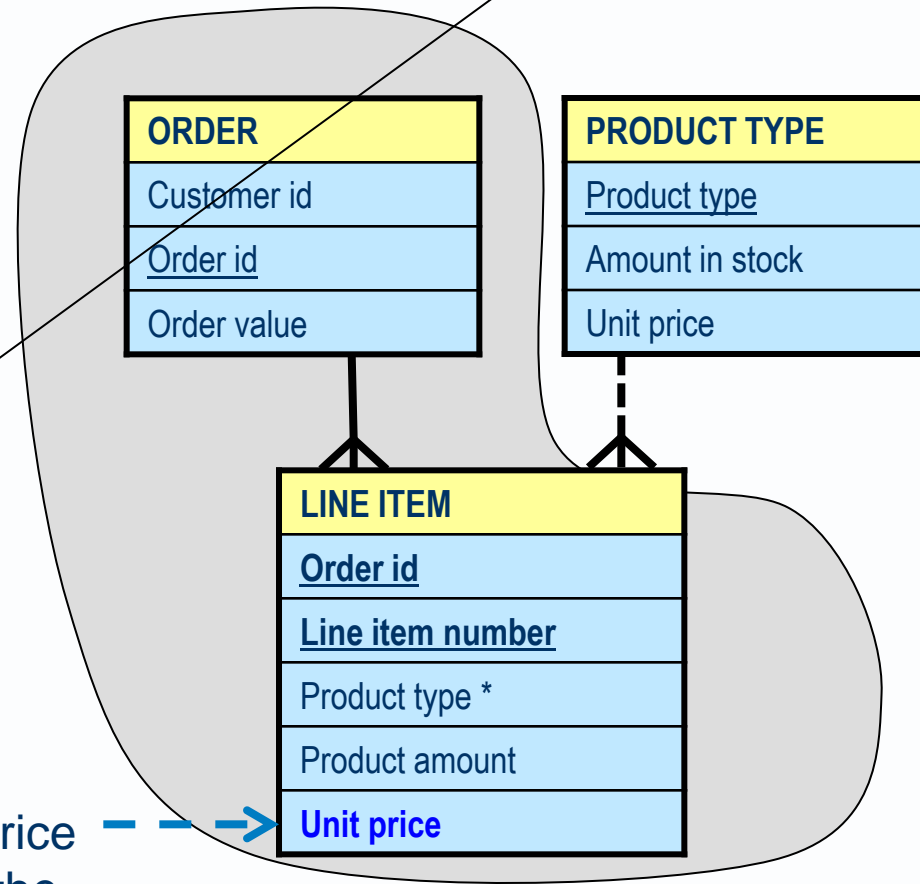 ORDER
Customer id
Order id
Order value
PRODUCT TYPE
Product type
Amount in stock
Unit price
LINE ITEM
Order id
Line item number
Product type *
Product amount
Unit price
rice